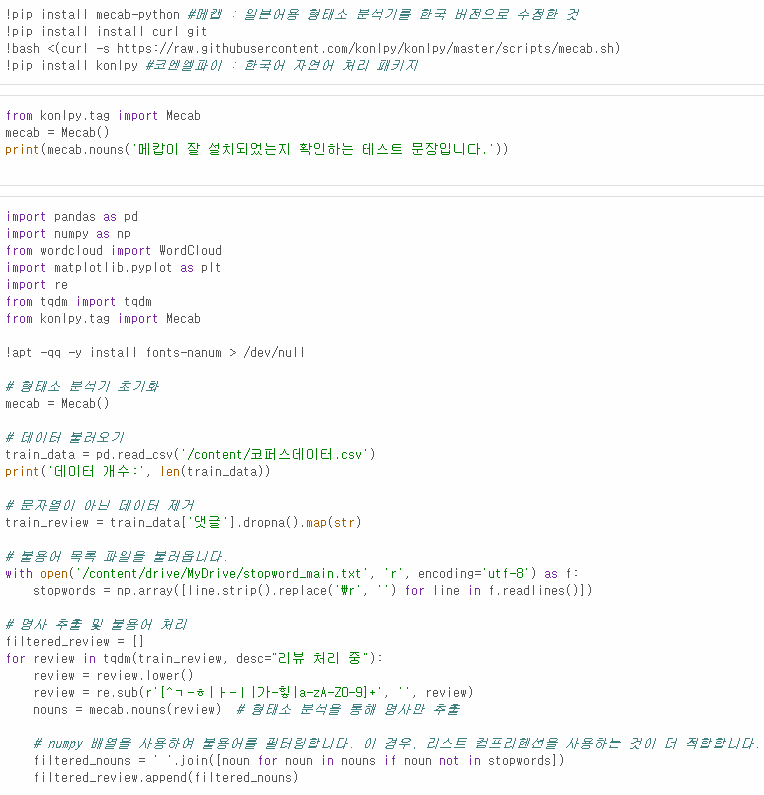 !pip install mecab-python #메캡 : 일본어용 형태소 분석기를 한국 버전으로 수정한 것
!pip install install curl git
!bash <(curl -s https://raw.githubusercontent.com/konlpy/konlpy/master/scripts/mecab.sh)
!pip install konlpy #코엔엘파이 : 한국어 자연어 처리 패키지
from konlpy.tag import Mecab
mecab = Mecab()
print(mecab.nouns('메캅이 잘 설치되었는지 확인하는 테스트 문장입니다.'))
import pandas as pd
import numpy as np
from wordcloud import WordCloud
import matplotlib.pyplot as plt
import re
from tqdm import tqdm
from konlpy.tag import Mecab
!apt -qq -y install fonts-nanum > /dev/null
# 형태소 분석기 초기화
mecab = Mecab()
# 데이터 불러오기
train_data = pd.read_csv('/content/코퍼스데이터.csv')
print('데이터 개수:', len(train_data))
# 문자열이 아닌 데이터 제거
train_review = train_data['댓글'].dropna().map(str)
# 불용어 목록 파일을 불러옵니다.
with open('/content/drive/MyDrive/stopword_main.txt', 'r', encoding='utf-8') as f:
    stopwords = np.array([line.strip().replace('₩r', '') for line in f.readlines()])
# 명사 추출 및 불용어 처리
filtered_review = []
for review in tqdm(train_review, desc="리뷰 처리 중"):
    review = review.lower()
    review = re.sub(r'[^ㄱ-ㅎ|ㅏ-ㅣ|가-힣|a-zA-Z0-9]+', '', review)
    nouns = mecab.nouns(review)  # 형태소 분석을 통해 명사만 추출
    # numpy 배열을 사용하여 불용어를 필터링합니다. 이 경우, 리스트 컴프리헨션을 사용하는 것이 더 적합합니다.
    filtered_nouns = ' '.join([noun for noun in nouns if noun not in stopwords])
    filtered_review.append(filtered_nouns)